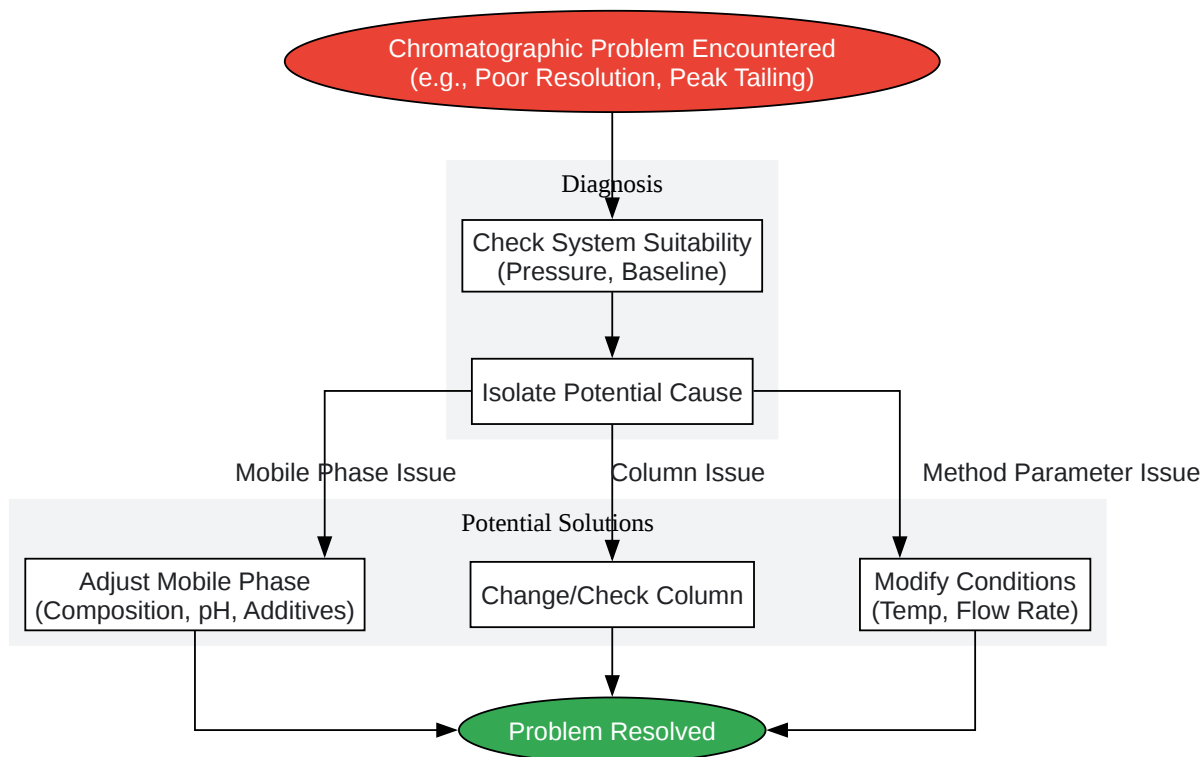 Chromatographic Problem Encountered
(e.g., Poor Resolution, Peak Tailing)
Diagnosis
Check System Suitability
(Pressure, Baseline)
Isolate Potential Cause
Mobile Phase Issue
Column Issue
Method Parameter Issue
Potential Solutions
Adjust Mobile Phase
(Composition, pH, Additives)
Change/Check Column
Modify Conditions
(Temp, Flow Rate)
Problem Resolved